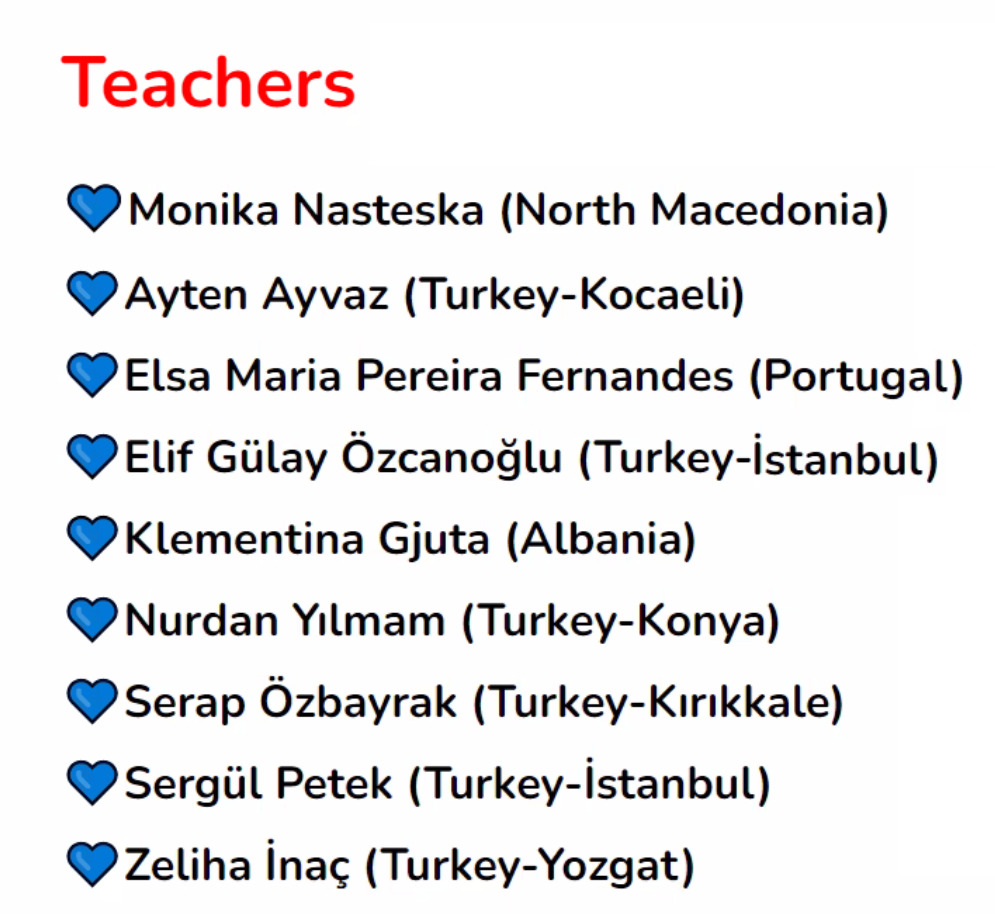 Teachers
Monika Nasteska (North Macedonia)
Ayten Ayvaz (Turkey-Kocaeli)
Elsa Maria Pereira Fernandes (Portugal)
Elif Gülay Özcanoğlu (Turkey-İstanbul)
Klementina Gjuta (Albania)
Nurdan Yılmam (Turkey-Konya)
Serap Özbayrak (Turkey-Kırıkkale)
Sergül Petek (Turkey-İstanbul)
Zeliha İnaç (Turkey-Yozgat)